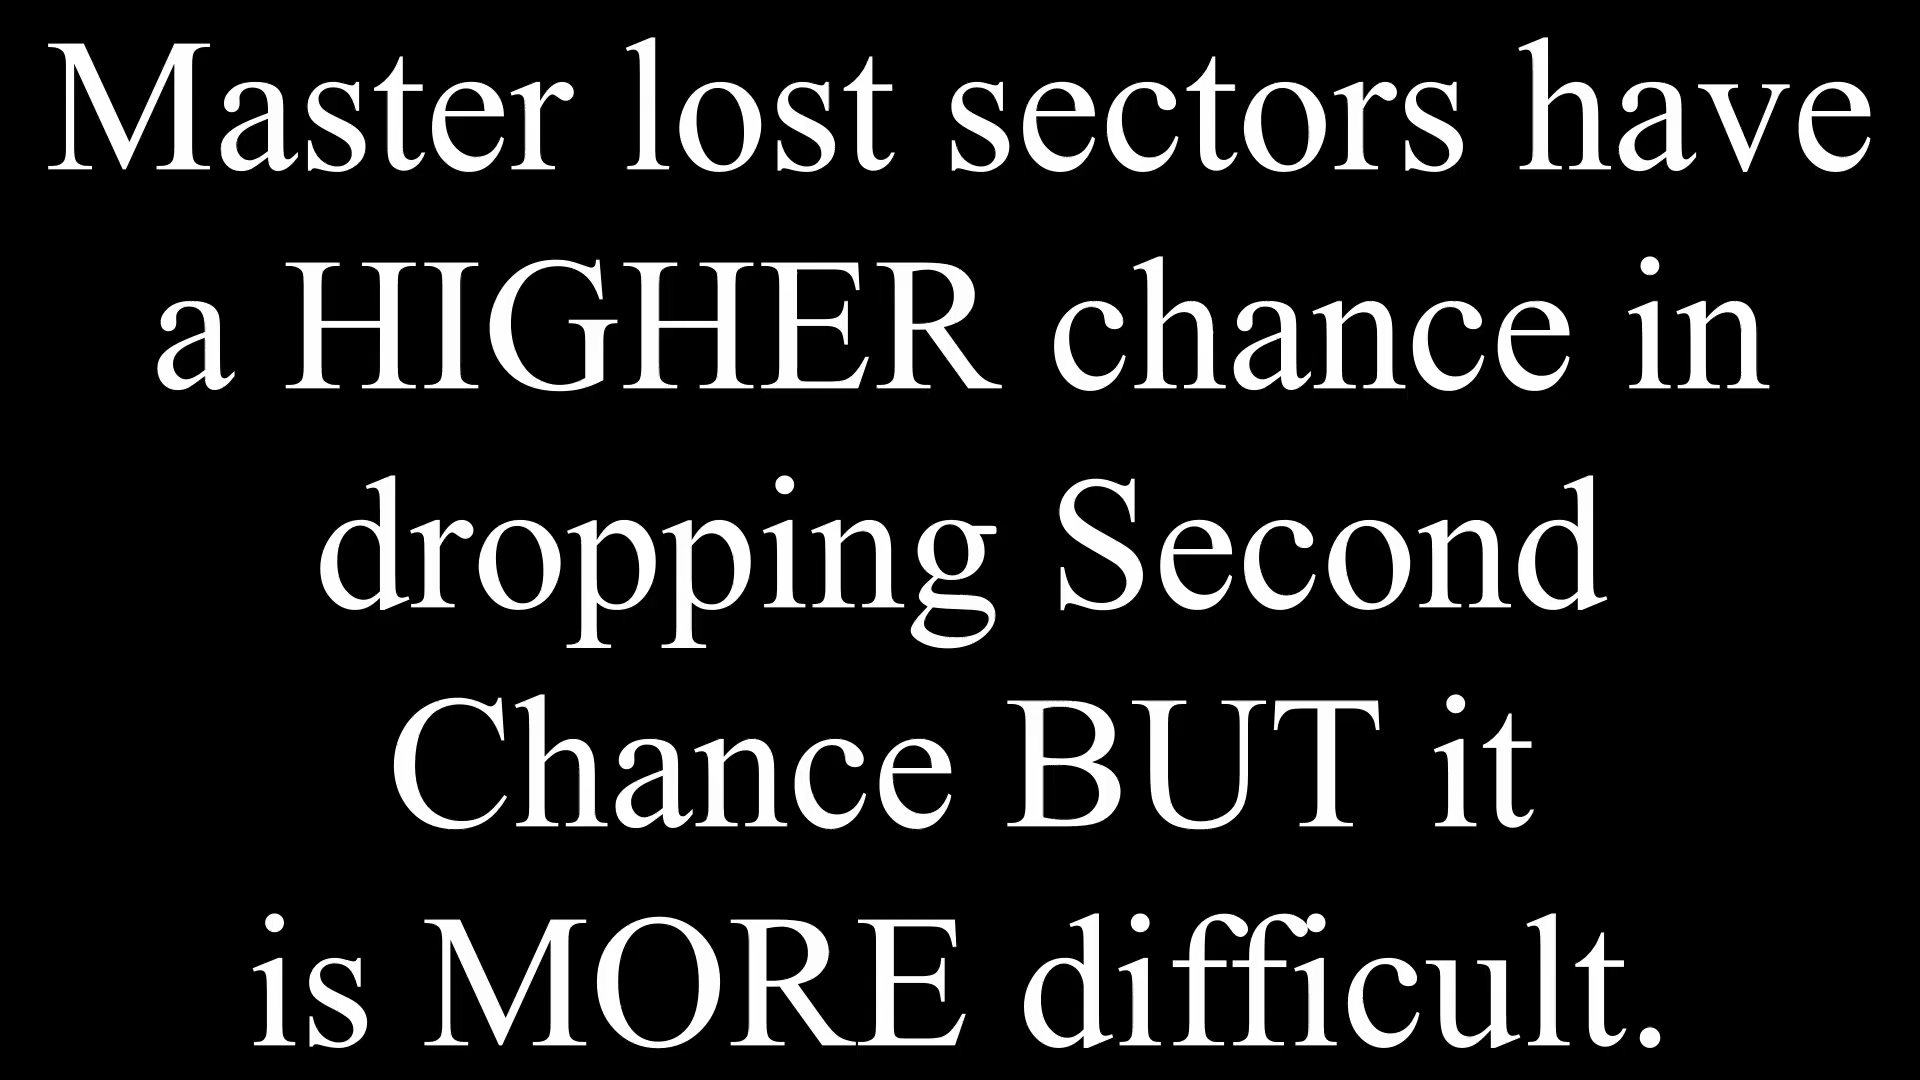 Master lost sectors have
a HIGHER chance in
dropping Second
Chance BUT it
is MORE difficult.